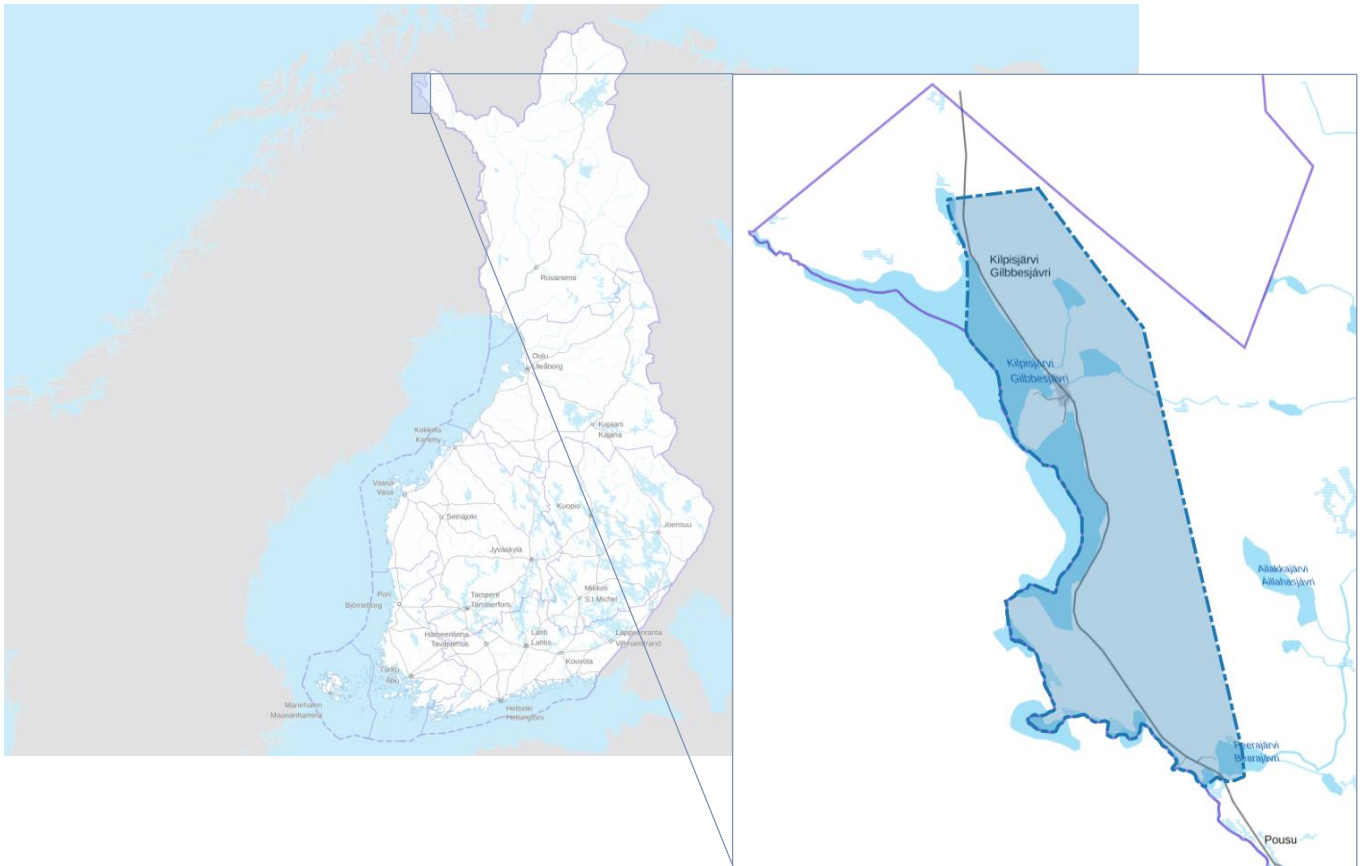 Rovaniemi
Oulu
Uleåborg
Kajaani
Kajana
Kokkola
Karleby
Vaasa
Vasa
Seinäjoki
Kuopio
Joensuu
Jyväskylä
Mikkeli
S:t Michel
Pori
Björneborg
Tampere
Tammerfors
Hämeenlinna
Tavastehus
Lahti
Lahtis
Lappeenranta
Villmanstrand
Kouvola
Turku
Åbo
Mariehamn
Maarianhamina
Helsinki
Helsingfors
Kilpisjärvi
Gilbbesjávri
Kilpisjärvi
Gilbbesjávri
Ailakkajärvi
Áillahasjávri
Peerajärvi
Bearajávri
Pousu